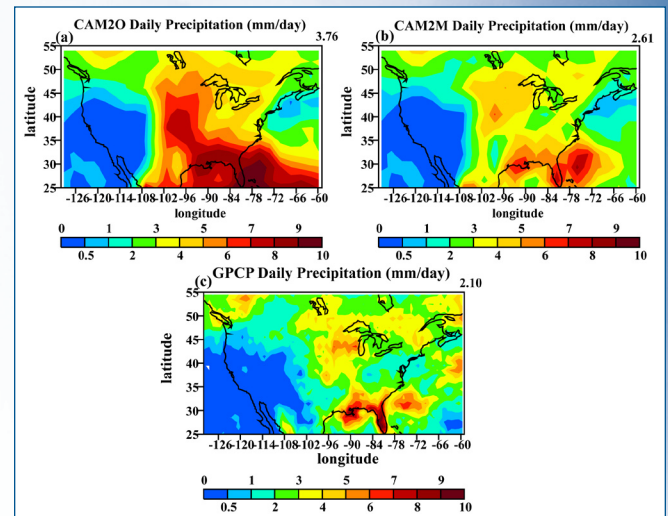 CAM2O Daily Precipitation (mm/day) 3.76
(a)
55
50
45
40
35
30
25
latitude
-126-120-114-108-102-96 -90 -84 -78 -72 -66 -60
longitude
0 1 3 5 7 9
0.5 2 4 6 8 10
CAM2M Daily Precipitation (mm/day) 2.61
(b)
55
50
45
40
35
30
25
latitude
-126-120-114-108-102-96 -90 -84 -78 -72 -66 -60
longitude
0 1 3 5 7 9
0.5 2 4 6 8 10
GPCP Daily Precipitation (mm/day) 2.10
(c)
55
50
45
40
35
30
25
latitude
-126-120-114-108-102-96 -90 -84 -78 -72 -66 -60
longitude
0 1 3 5 7 9
0.5 2 4 6 8 10